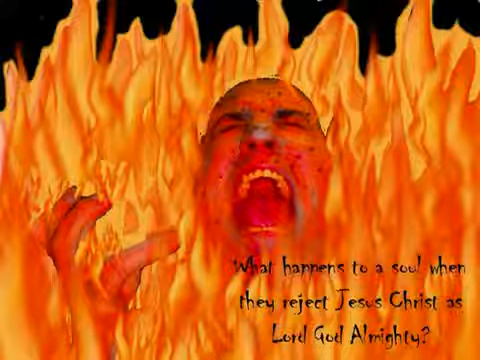 What happens to a soul when
they reject Jesus Christ as
Lord God Almighty?